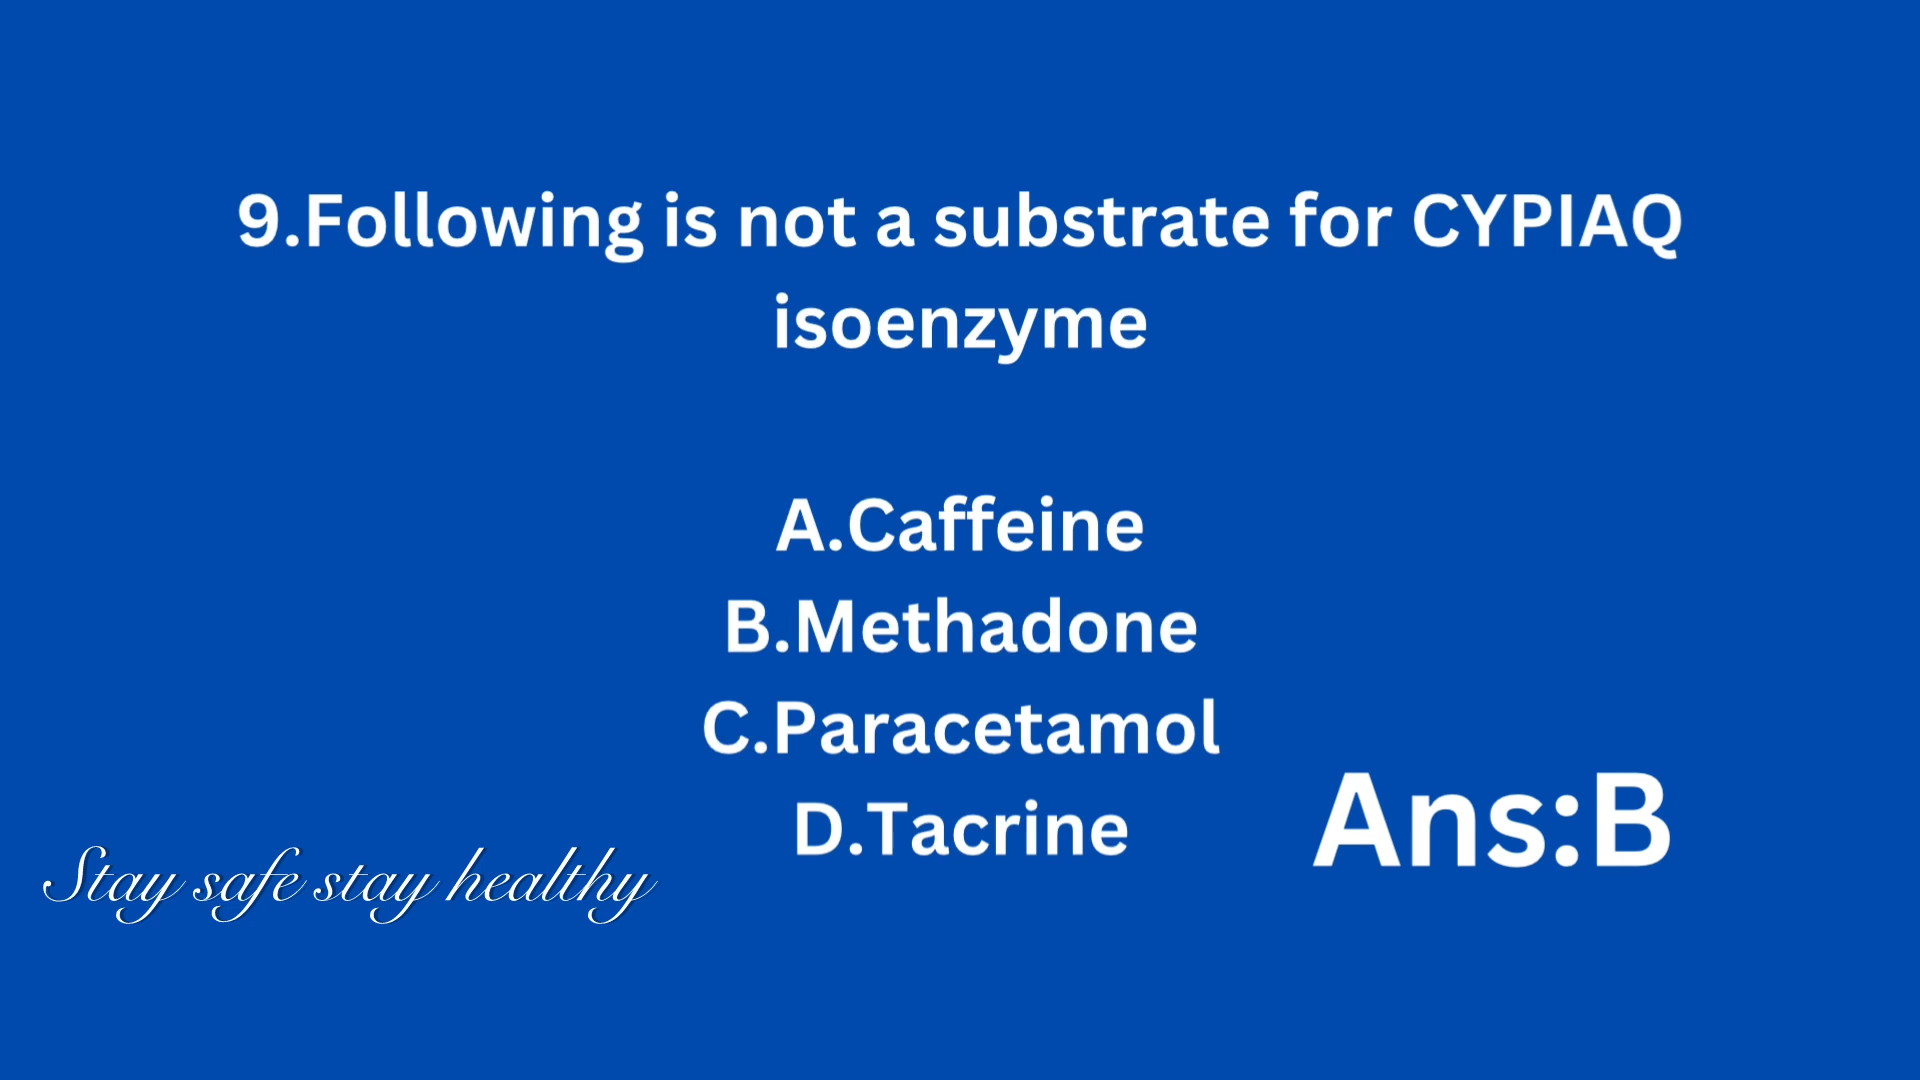 9.Following is not a substrate for CYPIAQ
isoenzyme
A.Caffeine
B.Methadone
C.Paracetamol
D.Tacrine
Ans:B
Stay safe stay healthy